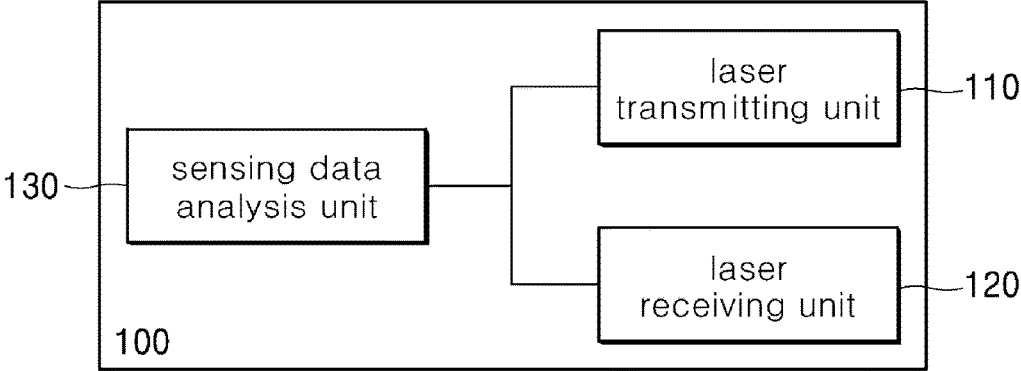 laser
transmitting unit
110
sensing data
analysis unit
130
laser
receiving unit
120
100